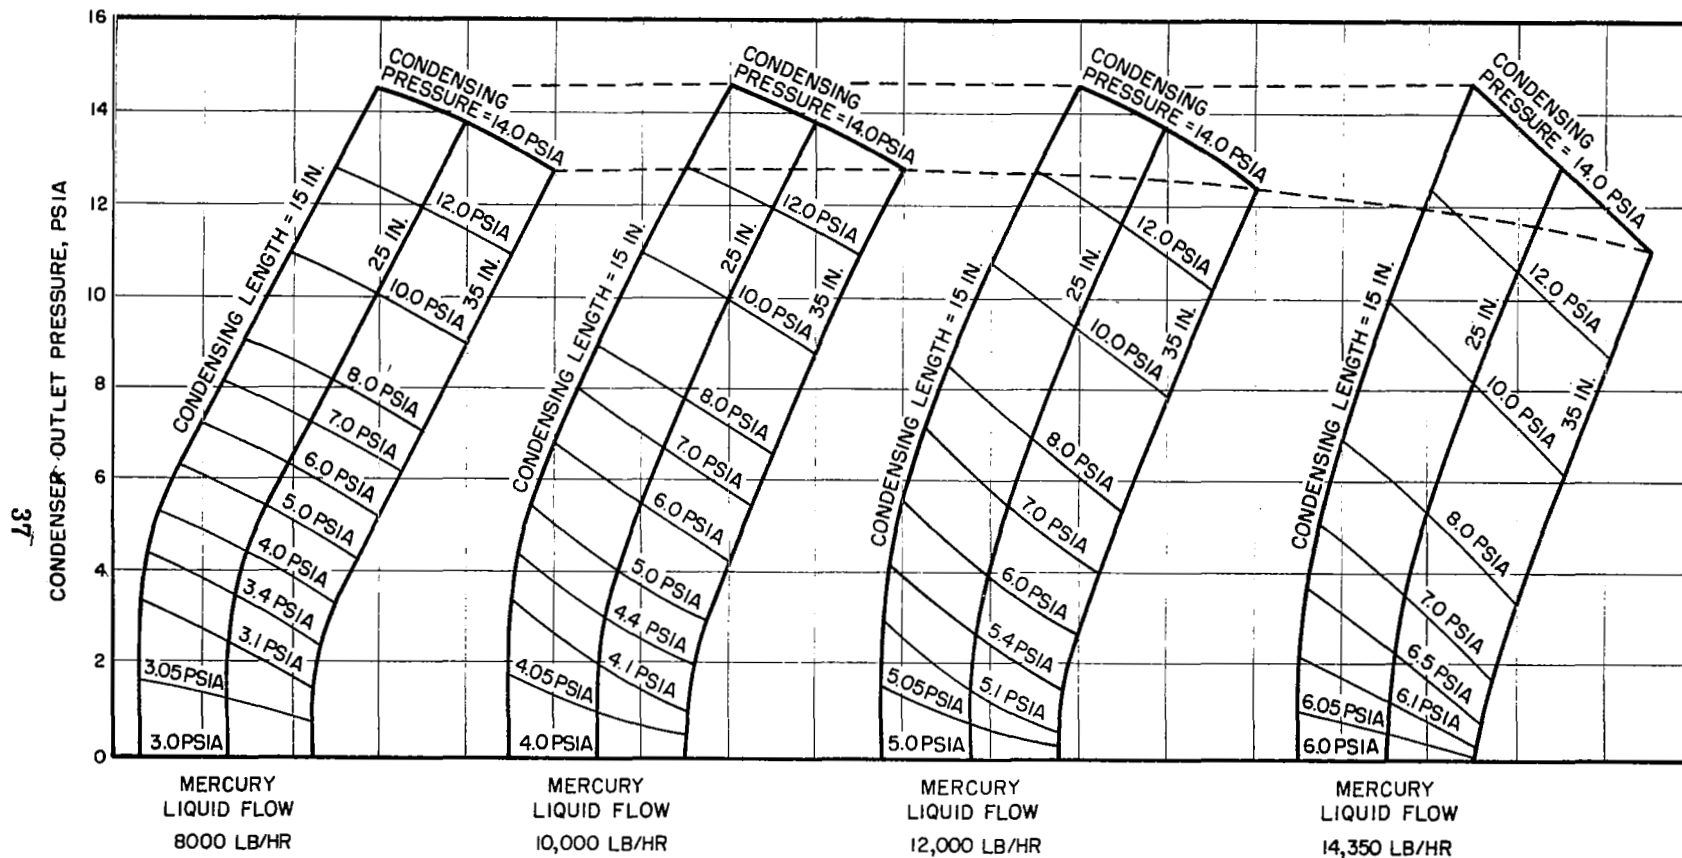 16
14
12
10
8
6
4
2
0
CONDENSER OUTLET PRESSURE, PSIA
37
CONDENSING
PRESSURE = 14.0 PSIA
CONDENSING LENGTH = 15 IN.
25 IN.
35 IN.
12.0 PSIA
10.0 PSIA
8.0 PSIA
7.0 PSIA
6.0 PSIA
5.0 PSIA
4.0 PSIA
3.4 PSIA
3.1 PSIA
3.05 PSIA
3.0 PSIA
MERCURY
LIQUID FLOW
8000 LB/HR
CONDENSING
PRESSURE = 14.0 PSIA
CONDENSING LENGTH = 15 IN.
25 IN.
35 IN.
12.0 PSIA
10.0 PSIA
8.0 PSIA
7.0 PSIA
6.0 PSIA
5.0 PSIA
4.4 PSIA
4.1 PSIA
4.05 PSIA
4.0 PSIA
MERCURY
LIQUID FLOW
10,000 LB/HR
CONDENSING
PRESSURE = 14.0 PSIA
CONDENSING LENGTH = 15 IN.
25 IN.
35 IN.
12.0 PSIA
10.0 PSIA
8.0 PSIA
7.0 PSIA
6.0 PSIA
5.4 PSIA
5.1 PSIA
5.05 PSIA
5.0 PSIA
MERCURY
LIQUID FLOW
12,000 LB/HR
CONDENSING
PRESSURE = 14.0 PSIA
CONDENSING LENGTH = 15 IN.
25 IN.
35 IN.
12.0 PSIA
10.0 PSIA
8.0 PSIA
7.0 PSIA
6.5 PSIA
6.1 PSIA
6.05 PSIA
6.0 PSIA
MERCURY
LIQUID FLOW
14,350 LB/HR